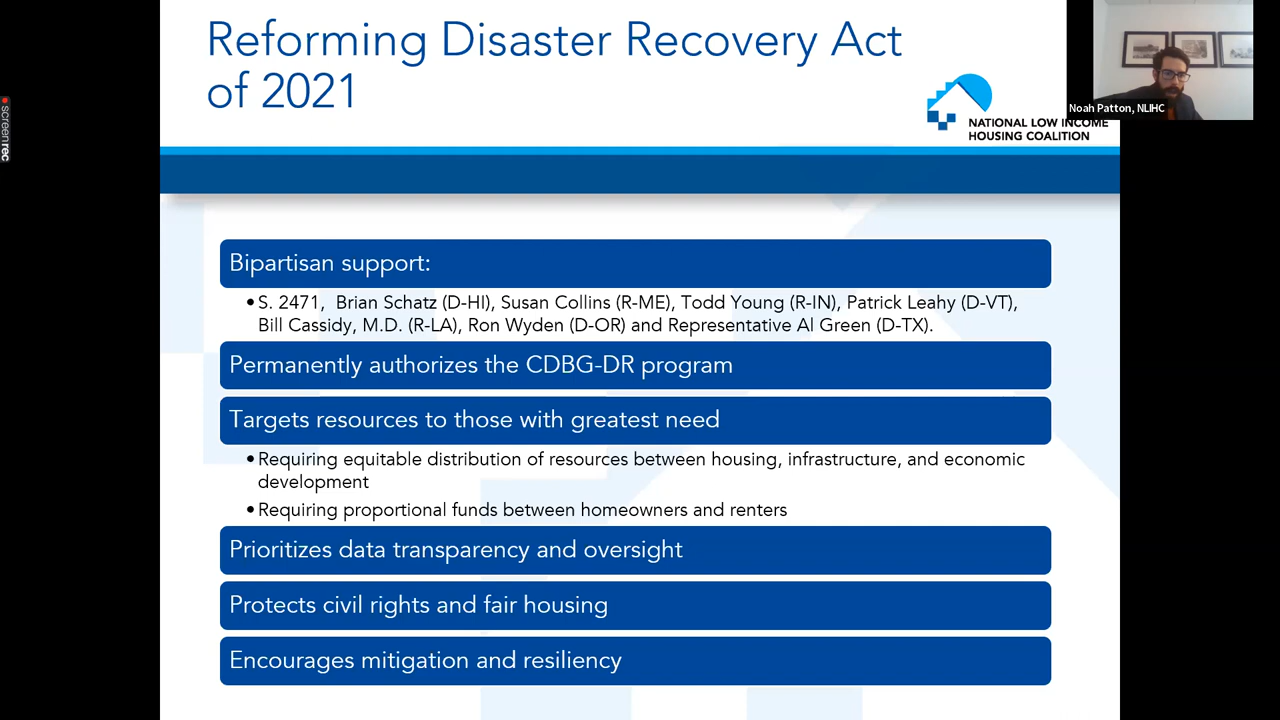 Reforming Disaster Recovery Act
of 2021
NATIONAL LOW INCOME
HOUSING COALITION
Noah Patton, NLIHC
screenrec
Bipartisan support:
•S. 2471,  Brian Schatz (D-HI), Susan Collins (R-ME), Todd Young (R-IN), Patrick Leahy (D-VT),
Bill Cassidy, M.D. (R-LA), Ron Wyden (D-OR) and Representative Al Green (D-TX).
Permanently authorizes the CDBG-DR program
Targets resources to those with greatest need
•Requiring equitable distribution of resources between housing, infrastructure, and economic
development
•Requiring proportional funds between homeowners and renters
Prioritizes data transparency and oversight
Protects civil rights and fair housing
Encourages mitigation and resiliency